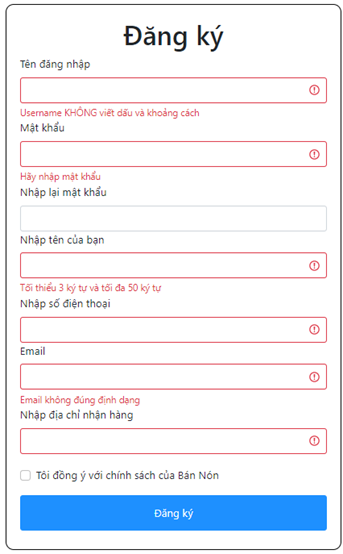 Đăng ký
Tên đăng nhập
Username KHÔNG viết dấu và khoảng cách
Mật khẩu
Hãy nhập mật khẩu
Nhập lại mật khẩu
Nhập tên của bạn
Tối thiểu 3 ký tự và tối đa 50 ký tự
Nhập số điện thoại
Email
Email không đúng định dạng
Nhập địa chỉ nhận hàng
Tôi đồng ý với chính sách của Bán Nón
Đăng ký